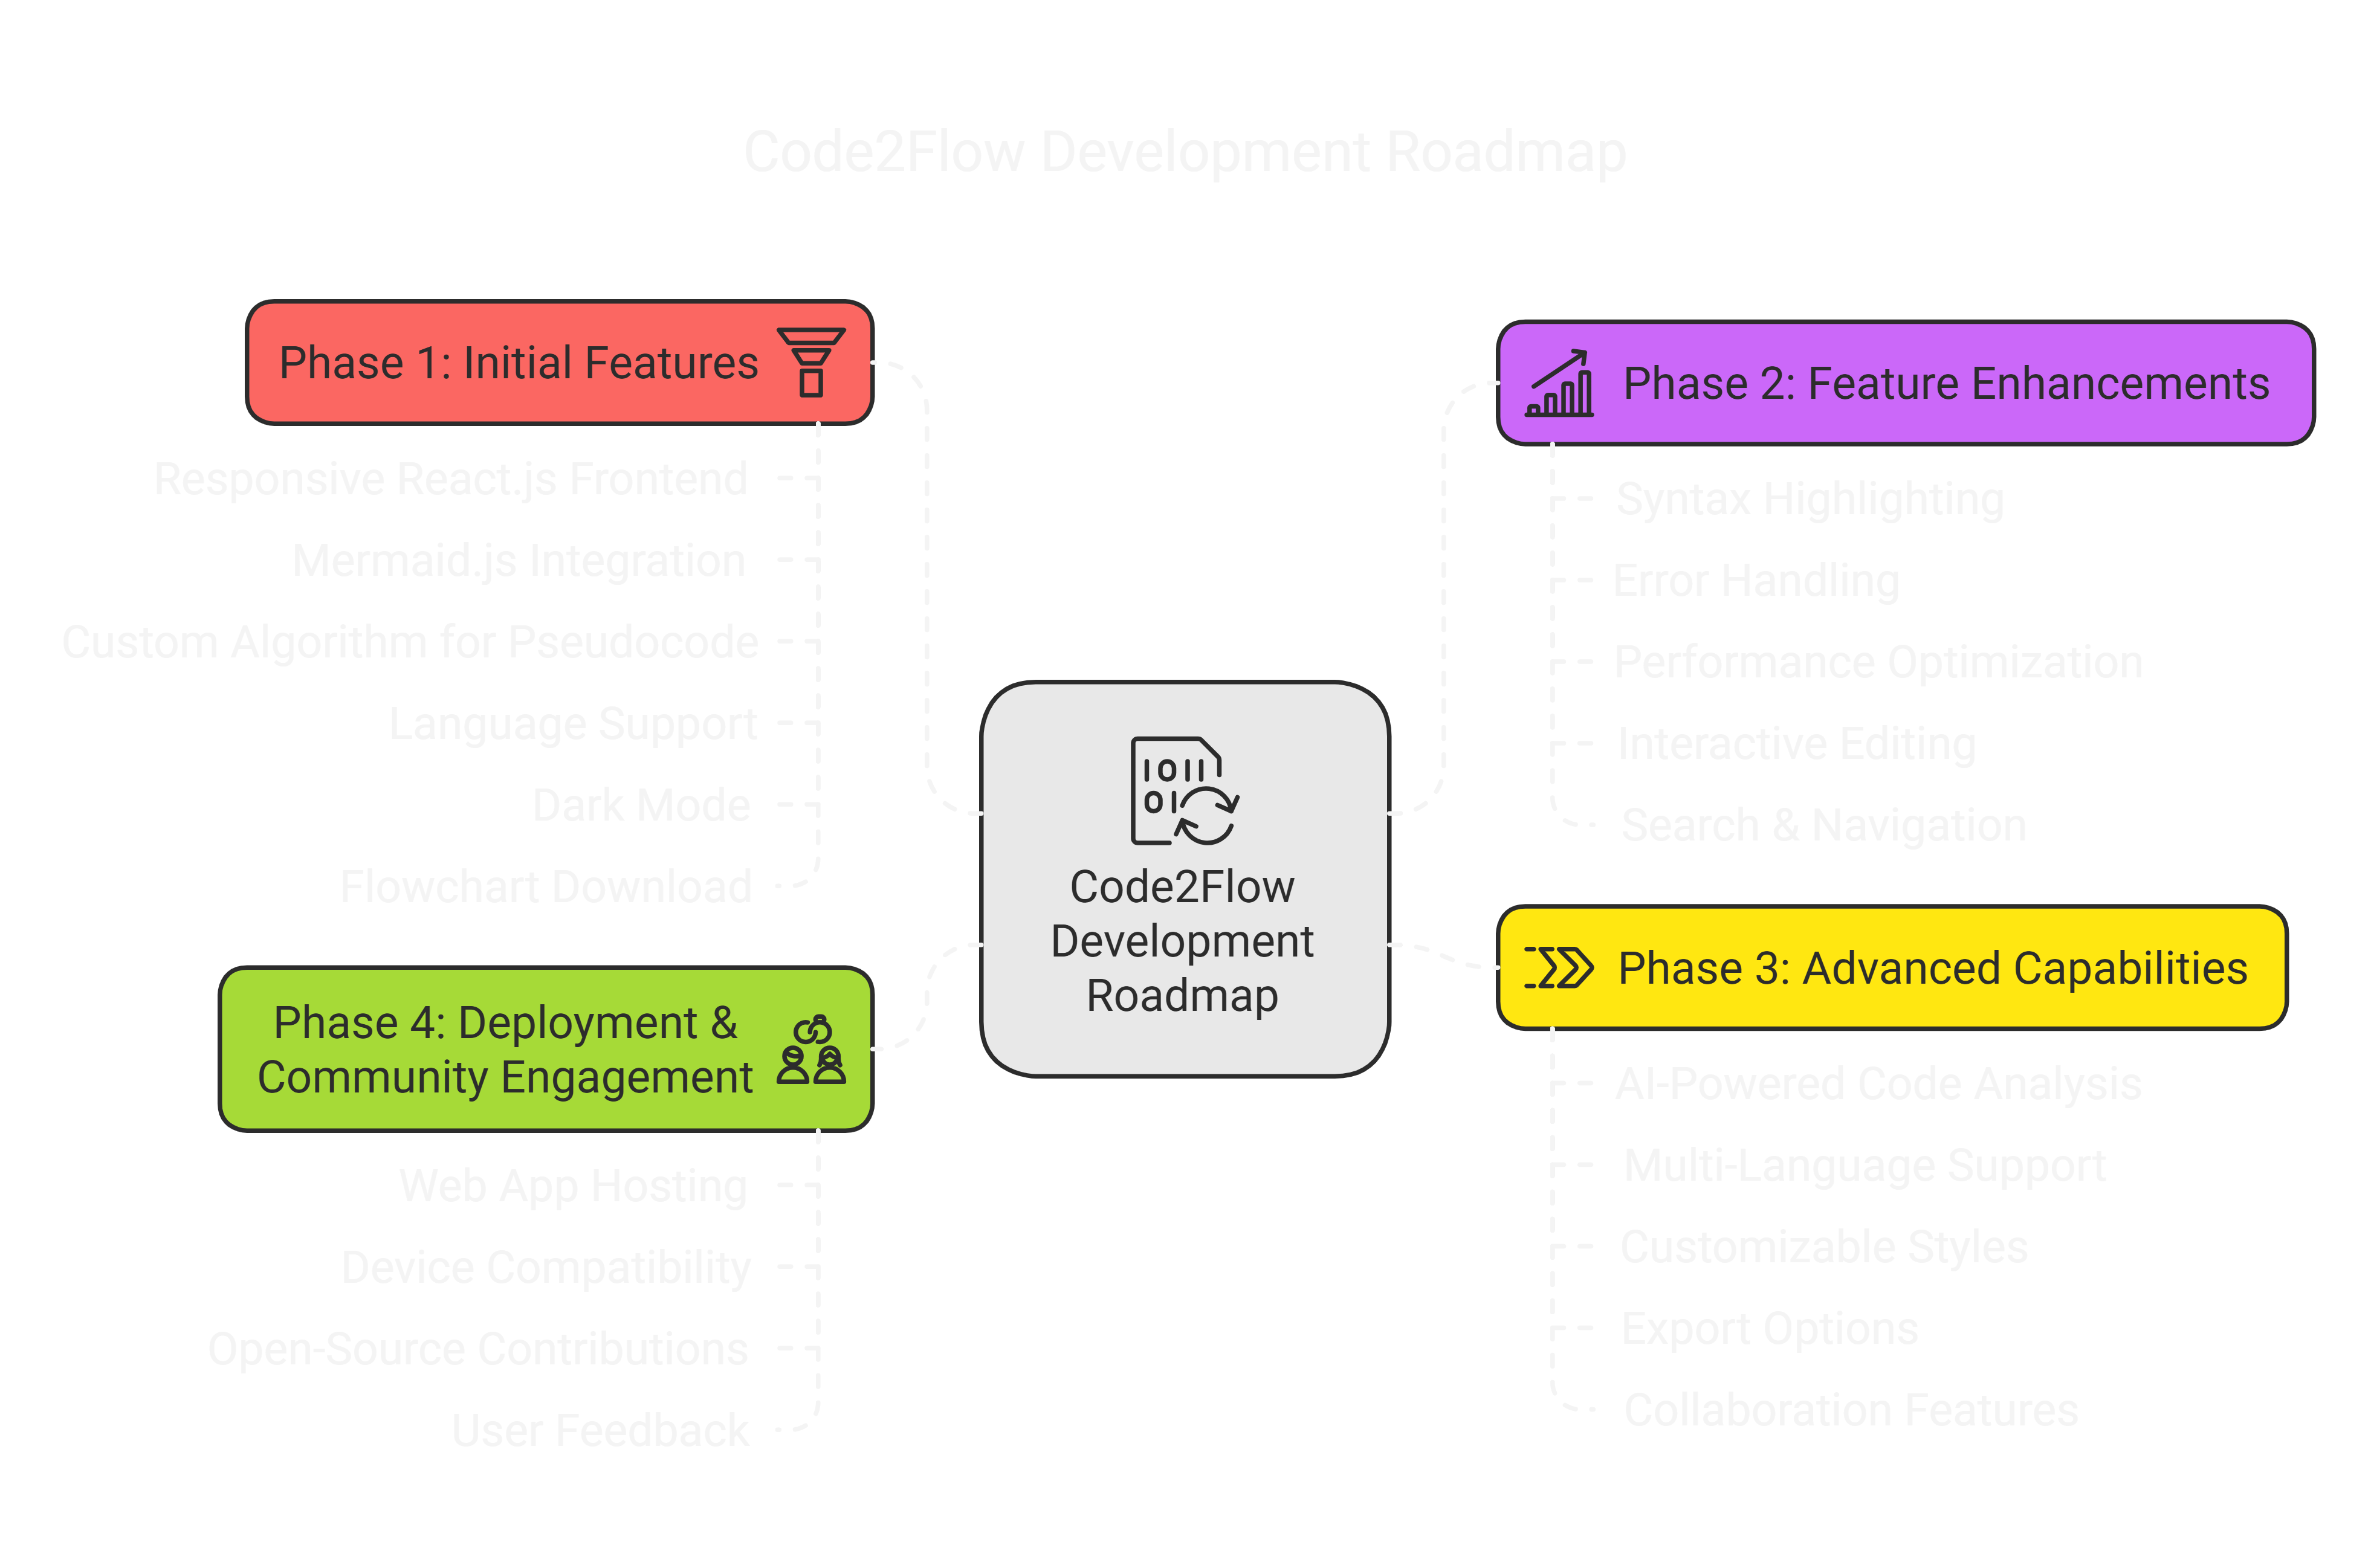 Code2Flow Development Roadmap
Phase 1: Initial Features
Responsive React.js Frontend
Mermaid.js Integration
Custom Algorithm for Pseudocode
Language Support
Dark Mode
Flowchart Download
Phase 2: Feature Enhancements
Syntax Highlighting
Error Handling
Performance Optimization
Interactive Editing
Search & Navigation
Code2Flow
Development
Roadmap
Phase 3: Advanced Capabilities
AI-Powered Code Analysis
Multi-Language Support
Customizable Styles
Export Options
Collaboration Features
Phase 4: Deployment &
Community Engagement
Web App Hosting
Device Compatibility
Open-Source Contributions
User Feedback